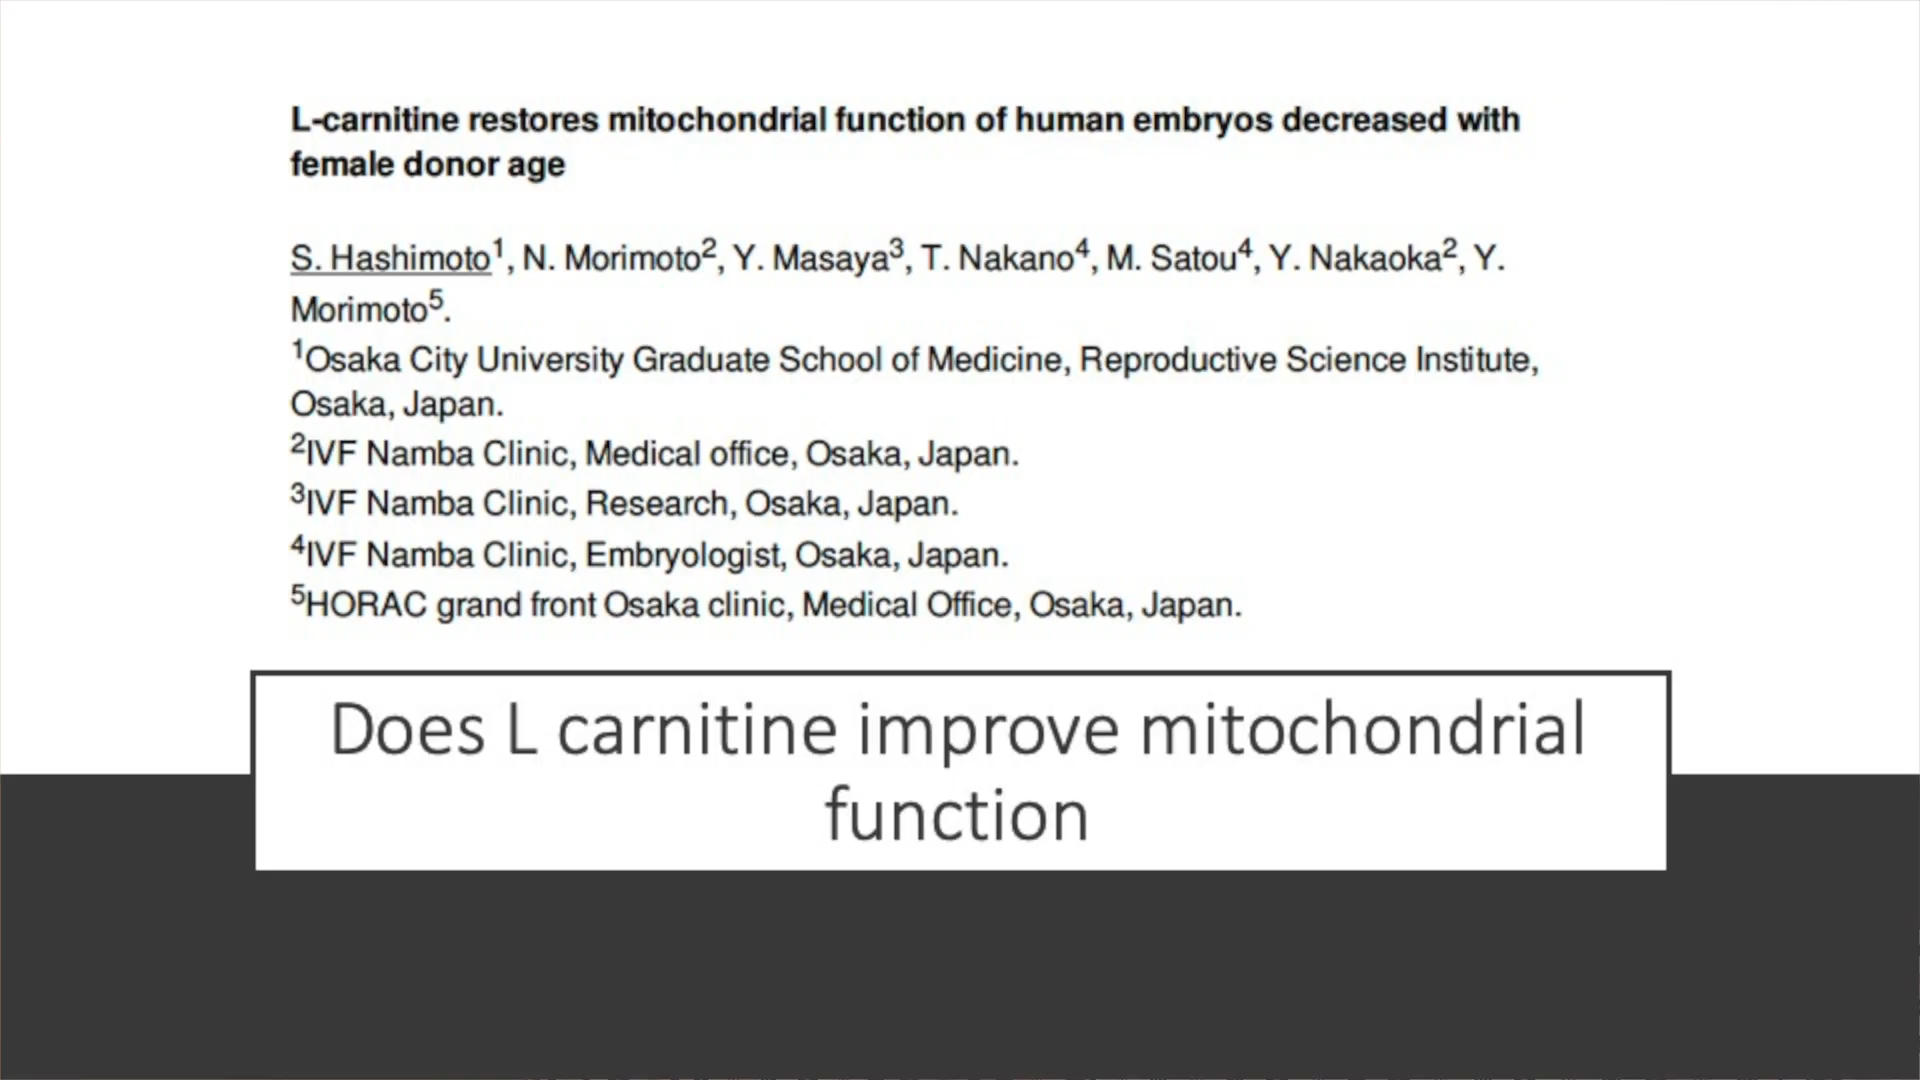 L-carnitine restores mitochondrial function of human embryos decreased with
female donor age
S. Hashimoto¹, N. Morimoto², Y. Masaya³, T. Nakano⁴, M. Satou⁴, Y. Nakaoka², Y.
Morimoto⁵.
¹Osaka City University Graduate School of Medicine, Reproductive Science Institute,
Osaka, Japan.
²IVF Namba Clinic, Medical office, Osaka, Japan.
³IVF Namba Clinic, Research, Osaka, Japan.
⁴IVF Namba Clinic, Embryologist, Osaka, Japan.
⁵HORAC grand front Osaka clinic, Medical Office, Osaka, Japan.
Does L carnitine improve mitochondrial
function